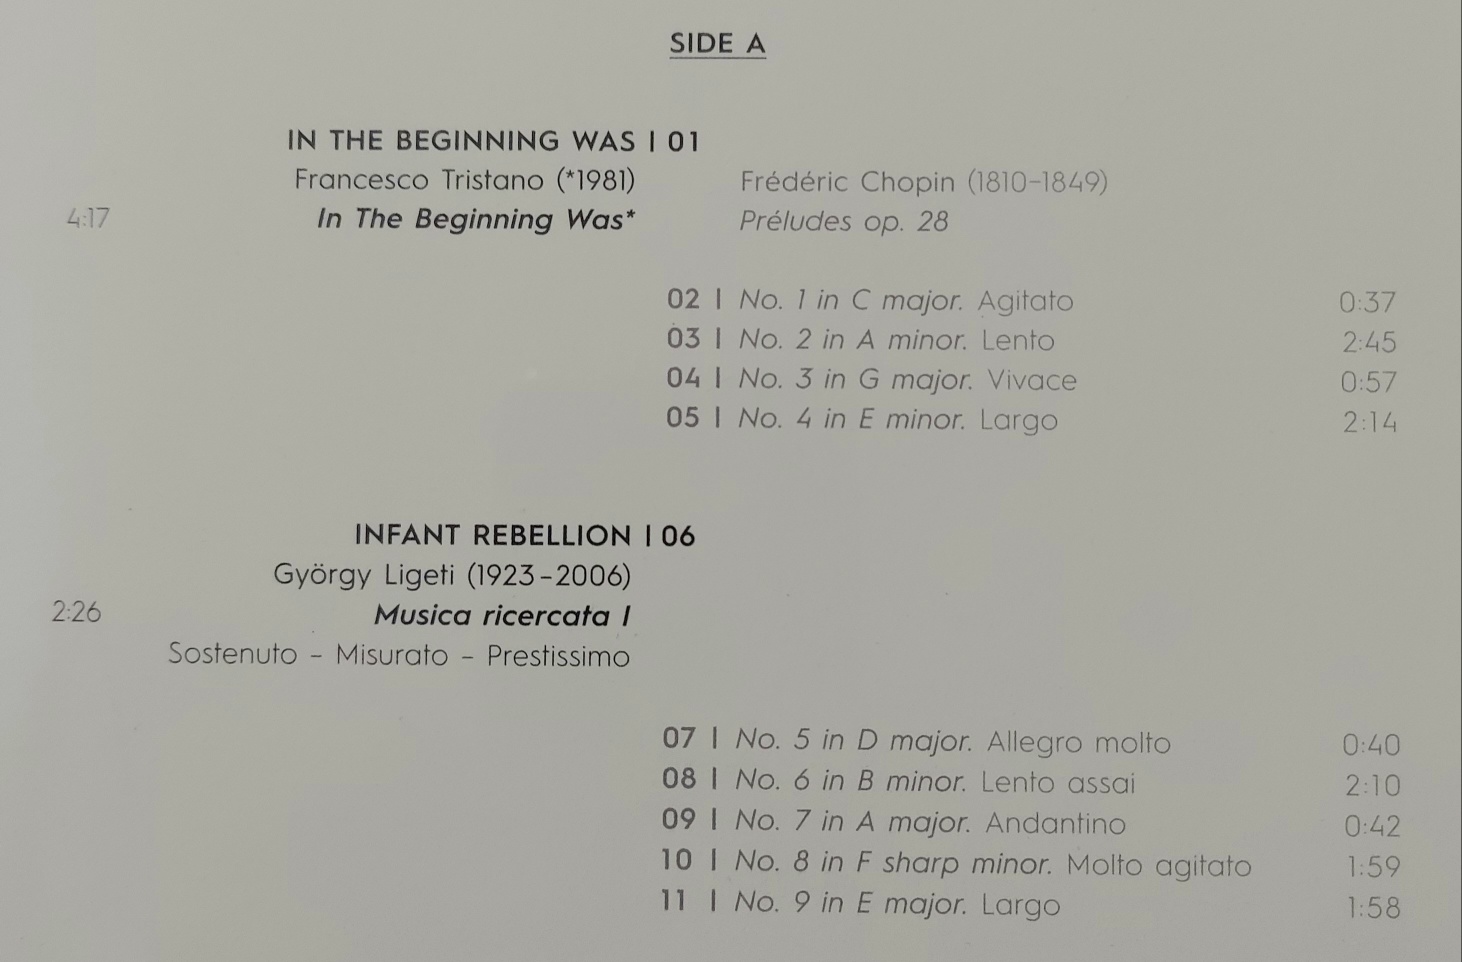 SIDE A
IN THE BEGINNING WAS | 01
Francesco Tristano (*1981)
4:17 In The Beginning Was*
Frédéric Chopin (1810–1849)
Préludes op. 28
02 | No. 1 in C major. Agitato 0:37
03 | No. 2 in A minor. Lento 2:45
04 | No. 3 in G major. Vivace 0:57
05 | No. 4 in E minor. Largo 2:14
INFANT REBELLION | 06
György Ligeti (1923–2006)
2:26 Musica ricercata I
Sostenuto – Misurato – Prestissimo
07 | No. 5 in D major. Allegro molto 0:40
08 | No. 6 in B minor. Lento assai 2:10
09 | No. 7 in A major. Andantino 0:42
10 | No. 8 in F sharp minor. Molto agitato 1:59
11 | No. 9 in E major. Largo 1:58